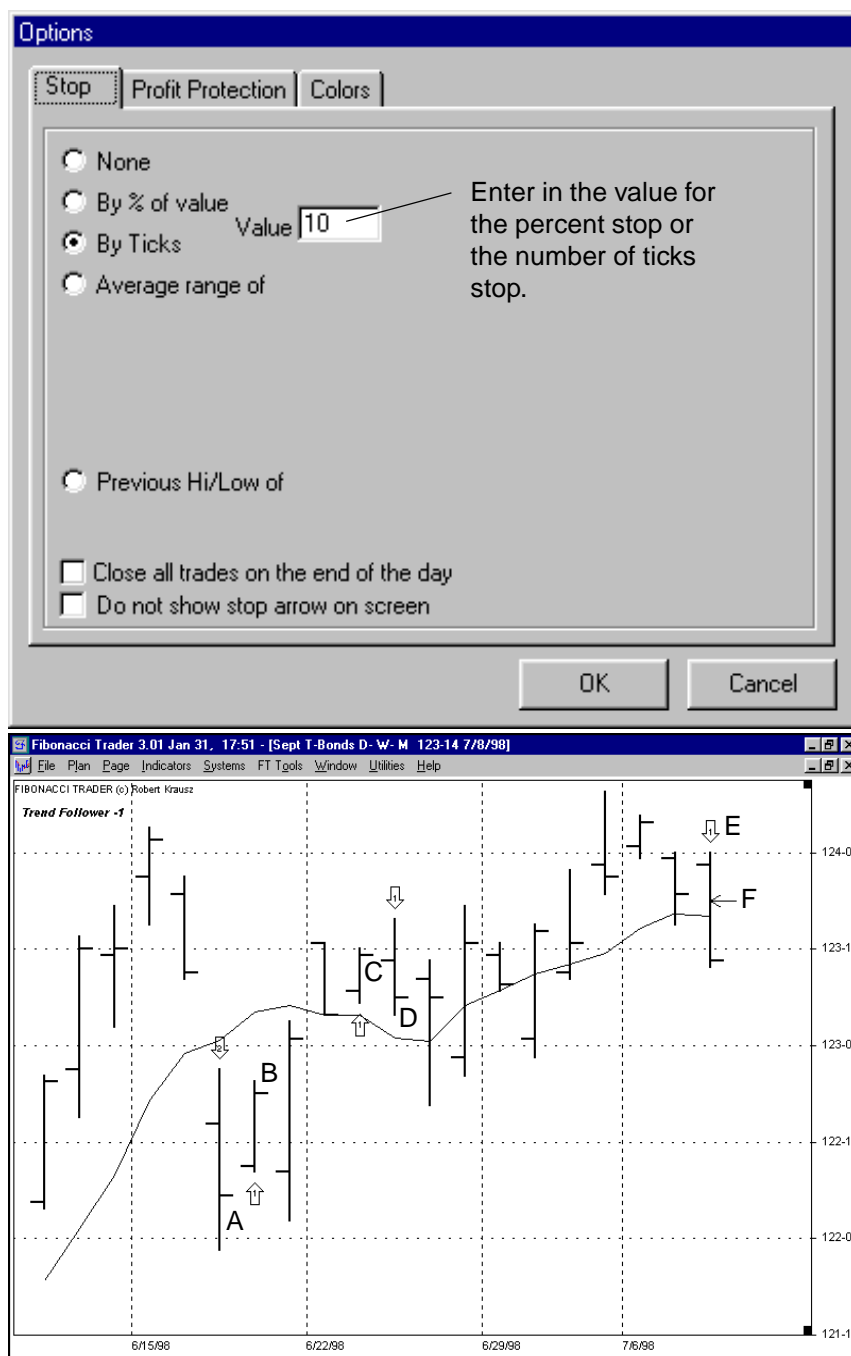 Options
Stop Profit Protection Colors
None
By % of value
Value 10
By Ticks
Average range of
Enter in the value for
the percent stop or
the number of ticks
stop.
Previous Hi/Low of
Close all trades on the end of the day
Do not show stop arrow on screen
OK Cancel
Fibonacci Trader 3.01 Jan 31, 17:51 - [Sept T-Bonds D- W- M 123-14 7/8/98]
File Plan Page Indicators Systems FT Tools Window Utilities Help
FIBONACCI TRADER (c) Robert Krausz
Trend Follower -1
1 E
124-0
1
F
C
123-1
D
1
123-0
2
B
122-1
1
A
122-0
121-1
6/15/98 6/22/98 6/29/98 7/6/98